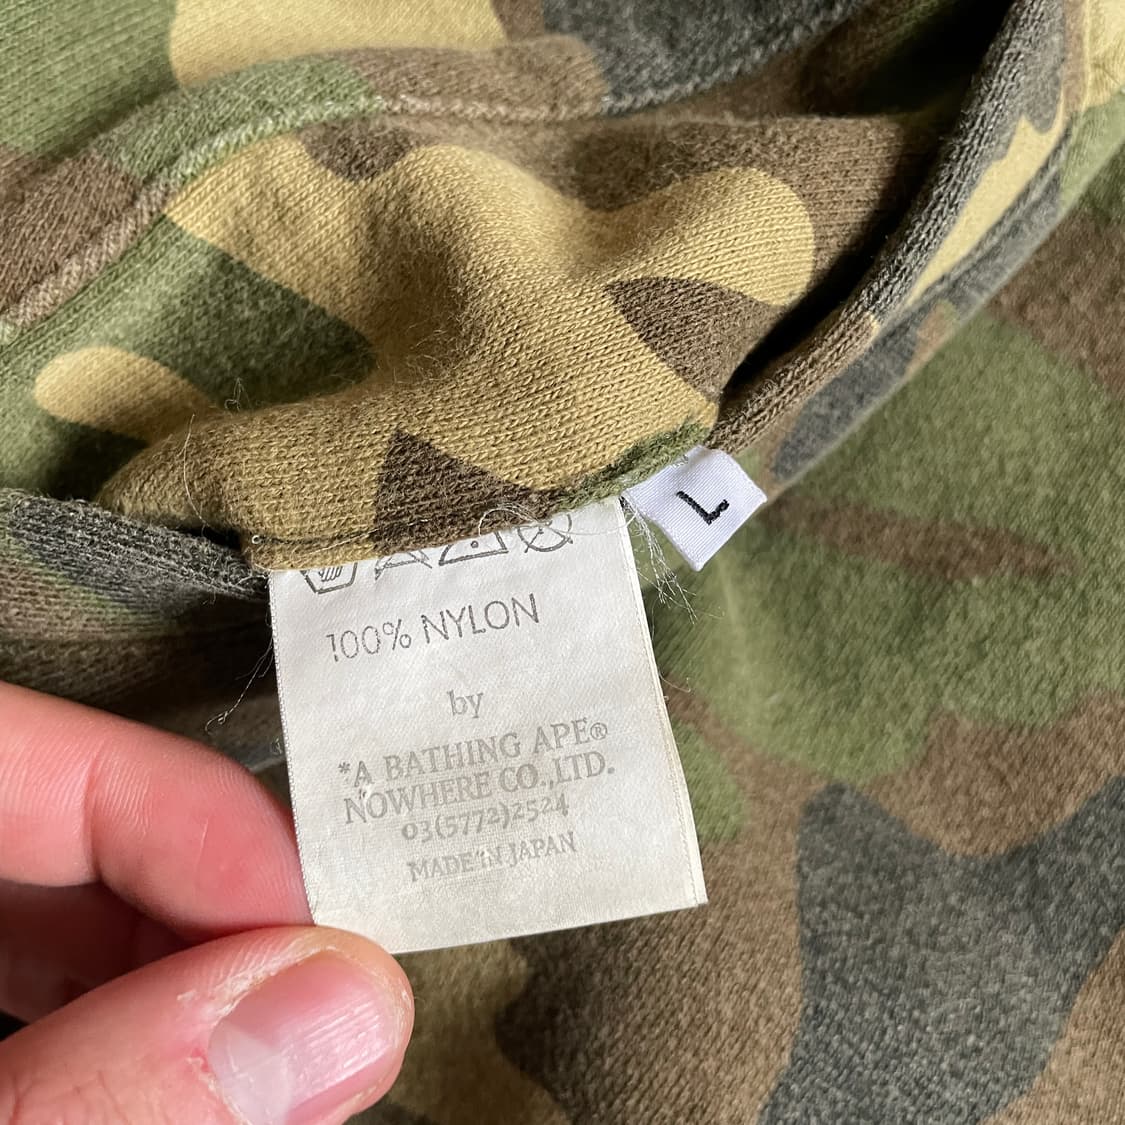 L
100% NYLON
by
*A BATHING APE®
NOWHERE CO.,LTD.
03(5772)2524
MADE IN JAPAN